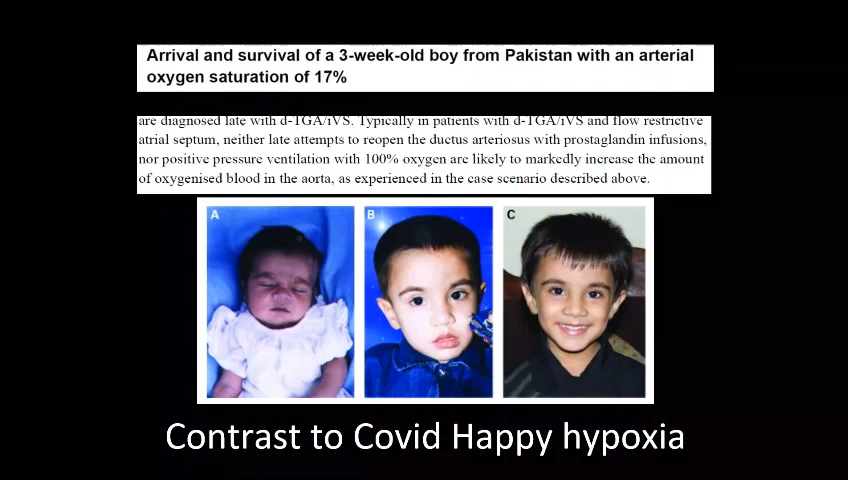 Arrival and survival of a 3-week-old boy from Pakistan with an arterial
oxygen saturation of 17%
are diagnosed late with d-TGA/iVS. Typically in patients with d-TGA/iVS and flow restrictive
atrial septum, neither late attempts to reopen the ductus arteriosus with prostaglandin infusions,
nor positive pressure ventilation with 100% oxygen are likely to markedly increase the amount
of oxygenised blood in the aorta, as experienced in the case scenario described above.
A B C
Contrast to Covid Happy hypoxia